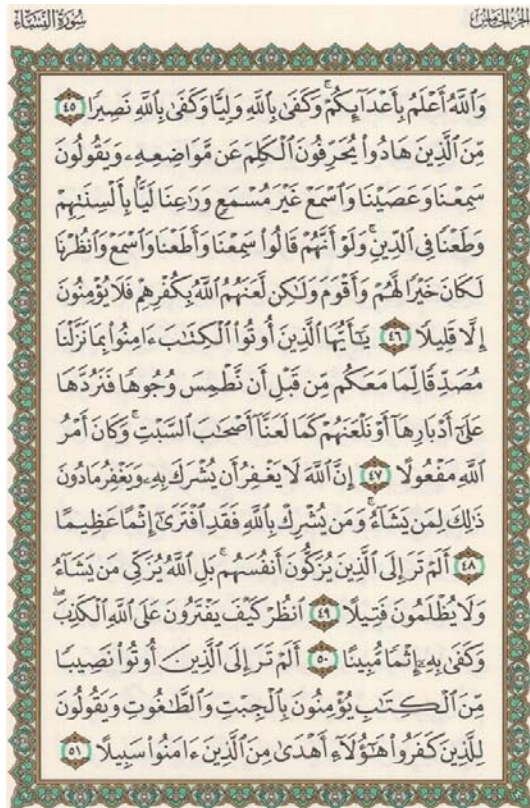 سُورَةُ النِّسَاءِ
الجُزْءُ الخَامِسُ
وَٱللَّهُ أَعْلَمُ بِأَعْدَآئِكُمْۚ وَكَفَىٰ بِٱللَّهِ وَلِيًّا وَكَفَىٰ بِٱللَّهِ نَصِيرًا ٤٥
مِّنَ ٱلَّذِينَ هَادُوا۟ يُحَرِّفُونَ ٱلْكَلِمَ عَن مَّوَاضِعِهِۦ وَيَقُولُونَ
سَمِعْنَا وَعَصَيْنَا وَٱسْمَعْ غَيْرَ مُسْمَعٍ وَرَٰعِنَا لَيًّۢا بِأَلْسِنَتِهِمْ
وَطَعْنًا فِى ٱلدِّينِۚ وَلَوْ أَنَّهُمْ قَالُوا۟ سَمِعْنَا وَأَطَعْنَا وَٱسْمَعْ وَٱنظُرْنَا
لَكَانَ خَيْرًا لَّهُمْ وَأَقْوَمَ وَلَٰكِن لَّعَنَهُمُ ٱللَّهُ بِكُفْرِهِمْ فَلَا يُؤْمِنُونَ
إِلَّا قَلِيلًا ٤٦ يَٰٓأَيُّهَا ٱلَّذِينَ أُوتُوا۟ ٱلْكِتَٰبَ ءَامِنُوا۟ بِمَا نَزَّلْنَا
مُصَدِّقًا لِّمَا مَعَكُم مِّن قَبْلِ أَن نَّطْمِسَ وُجُوهًا فَنَرُدَّهَا
عَلَىٰٓ أَدْبَارِهَآ أَوْ نَلْعَنَهُمْ كَمَا لَعَنَّآ أَصْحَٰبَ ٱلسَّبْتِۚ وَكَانَ أَمْرُ
ٱللَّهِ مَفْعُولًا ٤٧ إِنَّ ٱللَّهَ لَا يَغْفِرُ أَن يُشْرَكَ بِهِۦ وَيَغْفِرُ مَا دُونَ
ذَٰلِكَ لِمَن يَشَآءُۚ وَمَن يُشْرِكْ بِٱللَّهِ فَقَدِ ٱفْتَرَىٰٓ إِثْمًا عَظِيمًا
٤٨ أَلَمْ تَرَ إِلَى ٱلَّذِينَ يُزَكُّونَ أَنفُسَهُمۚ بَلِ ٱللَّهُ يُزَكِّى مَن يَشَآءُ
وَلَا يُظْلَمُونَ فَتِيلًا ٤٩ ٱنظُرْ كَيْفَ يَفْتَرُونَ عَلَى ٱللَّهِ ٱلْكَذِبَۖ
وَكَفَىٰ بِهِۦٓ إِثْمًا مُّبِينًا ٥٠ أَلَمْ تَرَ إِلَى ٱلَّذِينَ أُوتُوا۟ نَصِيبًا
مِّنَ ٱلْكِتَٰبِ يُؤْمِنُونَ بِٱلْجِبْتِ وَٱلطَّٰغُوتِ وَيَقُولُونَ
لِلَّذِينَ كَفَرُوا۟ هَٰٓؤُلَآءِ أَهْدَىٰ مِنَ ٱلَّذِينَ ءَامَنُوا۟ سَبِيلًا ٥١